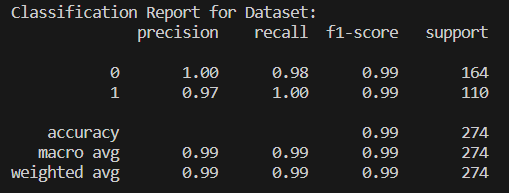 Classification Report for Dataset:
precision recall f1-score support
0 1.00 0.98 0.99 164
1 0.97 1.00 0.99 110
accuracy 0.99 274
macro avg 0.99 0.99 0.99 274
weighted avg 0.99 0.99 0.99 274